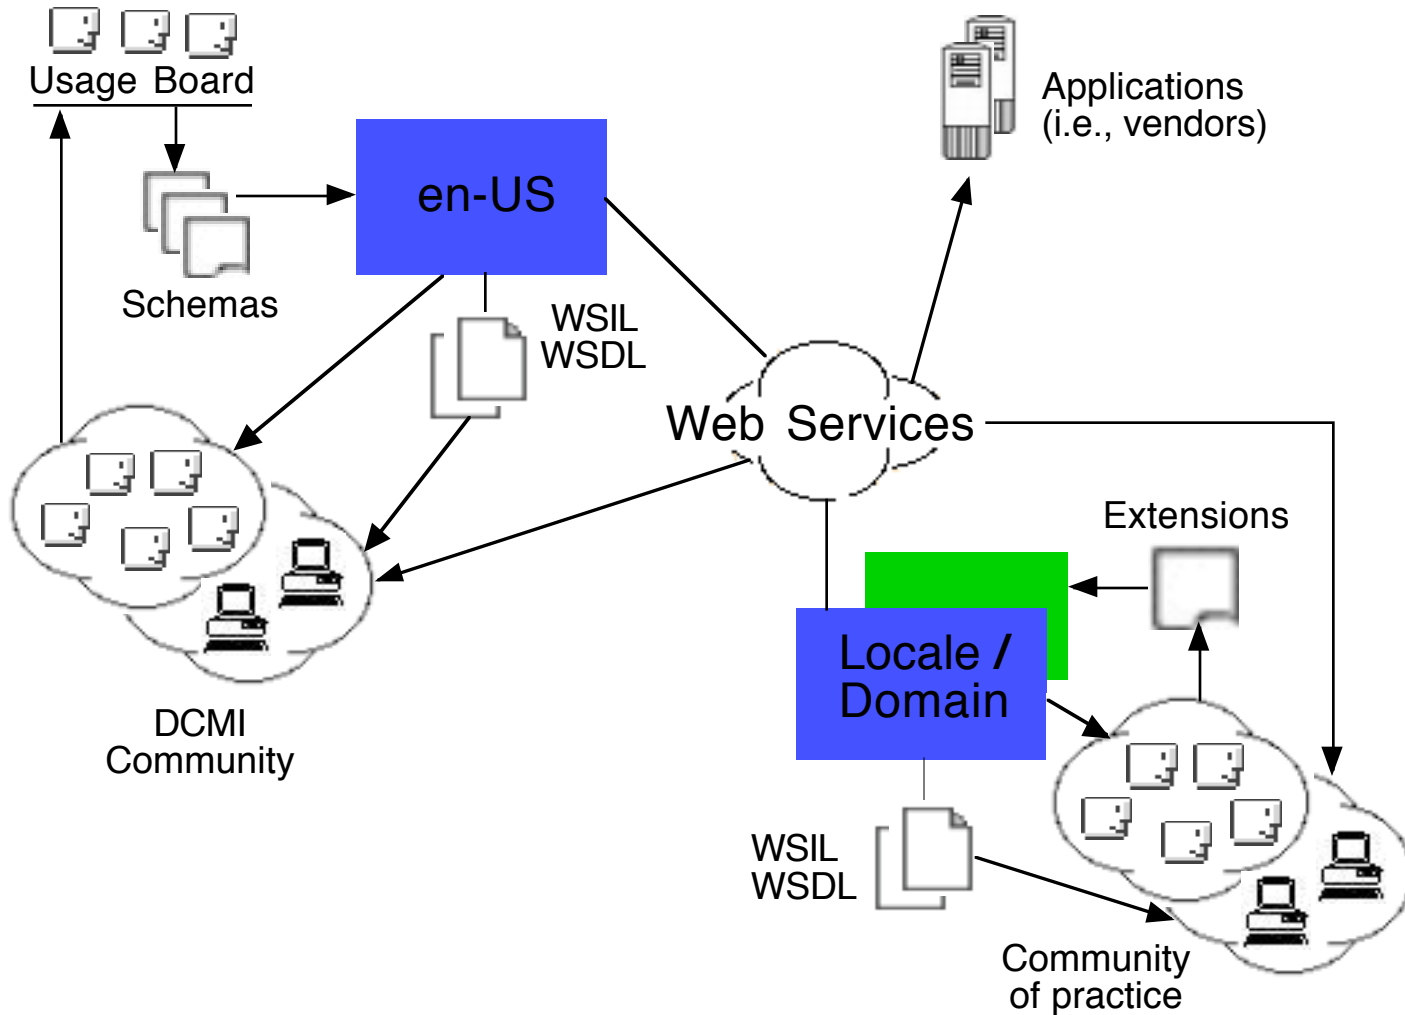 Usage Board
Applications
(i.e., vendors)
en-US
Schemas
WSIL
WSDL
Web Services
Extensions
Locale /
Domain
DCMI
Community
WSIL
WSDL
Community
of practice